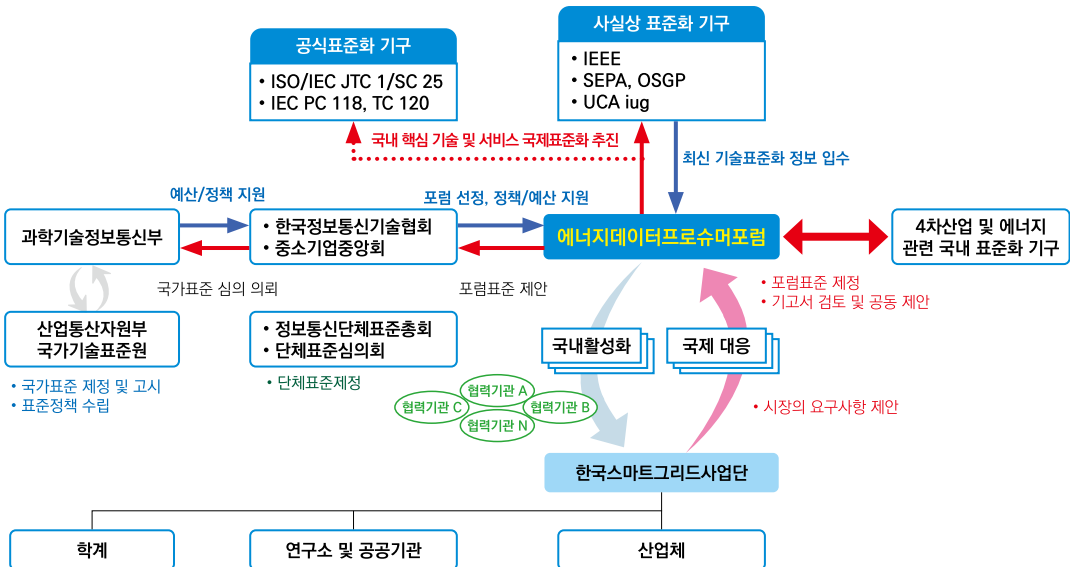 공식표준화 기구
• ISO/IEC JTC 1/SC 25
• IEC PC 118, TC 120
사실상 표준화 기구
• IEEE
• SEPA, OSGP
• UCA iug
국내 핵심 기술 및 서비스 국제표준화 추진
최신 기술표준화 정보 입수
예산/정책 지원
포럼 선정, 정책/예산 지원
과학기술정보통신부
• 한국정보통신기술협회
• 중소기업중앙회
에너지데이터프로슈머포럼
4차산업 및 에너지
관련 국내 표준화 기구
국가표준 심의 의뢰
포럼표준 제안
• 포럼표준 제정
• 기고서 검토 및 공동 제안
산업통산자원부
국가기술표준원
• 정보통신단체표준총회
• 단체표준심의회
국내활성화
국제 대응
• 국가표준 제정 및 고시
• 표준정책 수립
• 단체표준제정
협력기관 A
협력기관 C
협력기관 B
협력기관 N
• 시장의 요구사항 제안
한국스마트그리드사업단
학계
연구소 및 공공기관
산업체